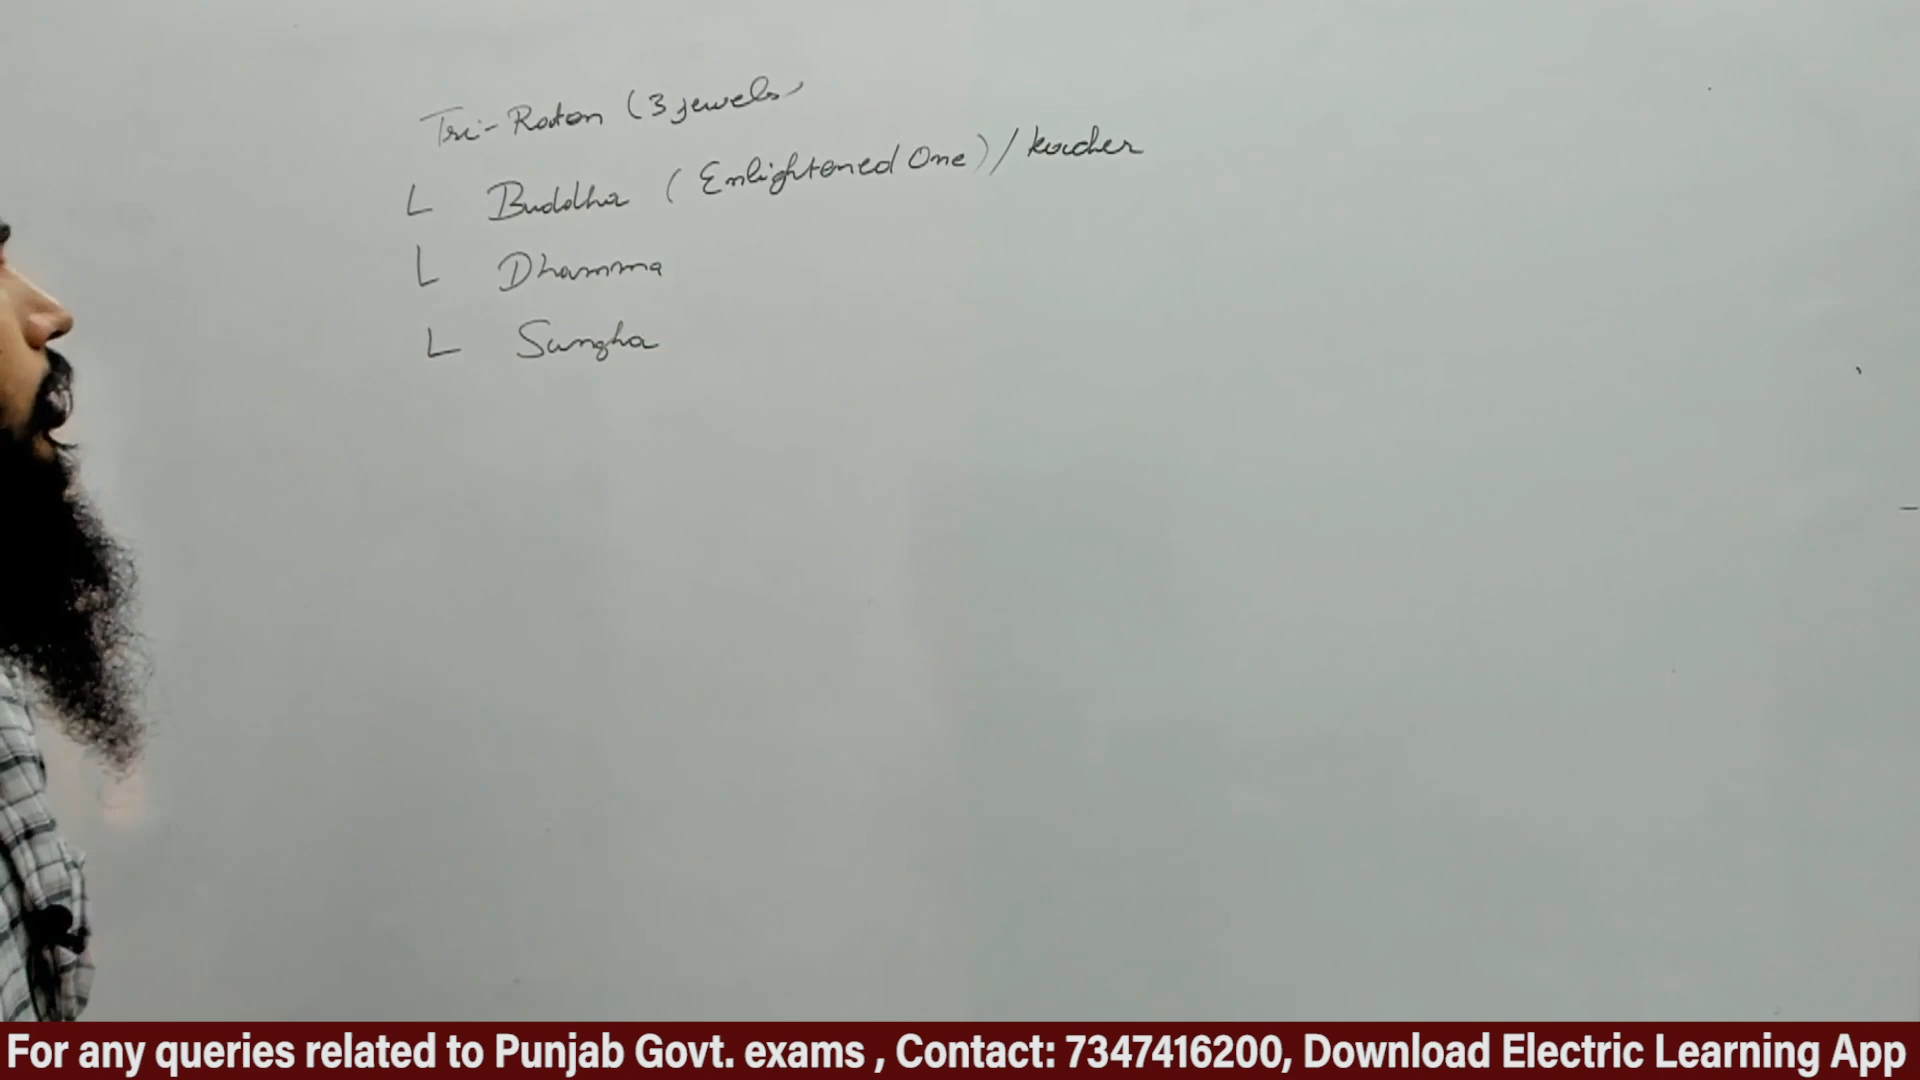 Tri-Ratan (3 jewels
Buddha (Enlightened One) / teacher
Dhamma
Sangha
For any queries related to Punjab Govt. exams , Contact: 7347416200, Download Electric Learning App